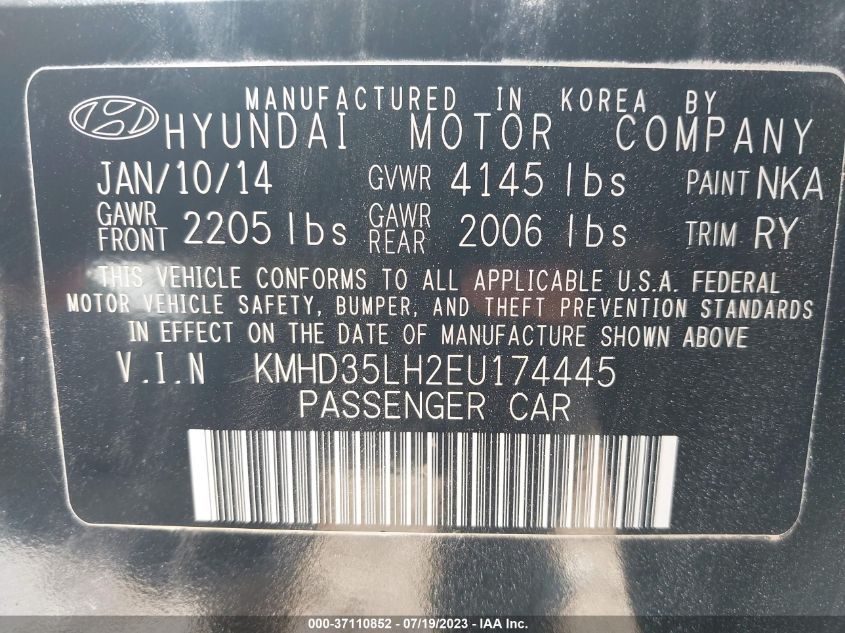 MANUFACTURED IN KOREA BY
HYUNDAI MOTOR COMPANY
JAN/10/14 GVWR 4145 lbs PAINT NKA
GAWR FRONT 2205 lbs GAWR REAR 2006 lbs TRIM RY
THIS VEHICLE CONFORMS TO ALL APPLICABLE U.S.A. FEDERAL
MOTOR VEHICLE SAFETY, BUMPER, AND THEFT PREVENTION STANDARDS
IN EFFECT ON THE DATE OF MANUFACTURE SHOWN ABOVE
V.I.N KMHD35LH2EU174445
PASSENGER CAR
000-37110852 - 07/19/2023 - IAA Inc.